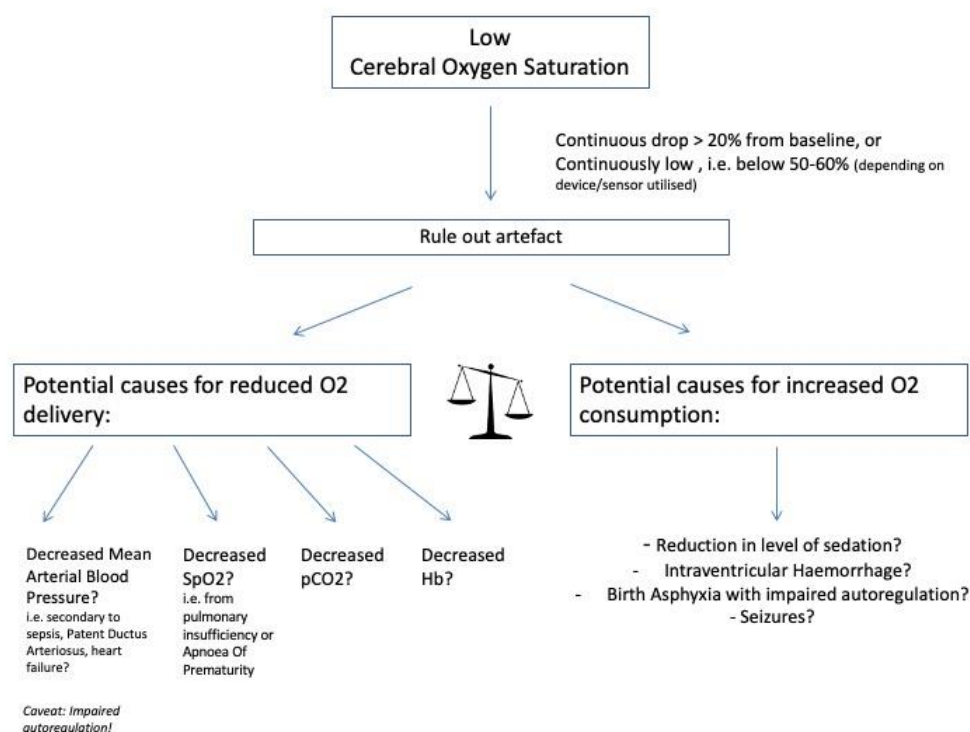 Low
Cerebral Oxygen Saturation
Continuous drop > 20% from baseline, or
Continuously low , i.e. below 50-60% (depending on
device/sensor utilised)
Rule out artefact
Potential causes for reduced O2
delivery:
Potential causes for increased O2
consumption:
Decreased Mean
Arterial Blood
Pressure?
i.e. secondary to
sepsis, Patent Ductus
Arteriosus, heart
failure?
Caveat: Impaired
autoregulation!
Decreased
SpO2?
i.e. from
pulmonary
insufficiency or
Apnoea Of
Prematurity
Decreased
pCO2?
Decreased
Hb?
- Reduction in level of sedation?
- Intraventricular Haemorrhage?
- Birth Asphyxia with impaired autoregulation?
- Seizures?